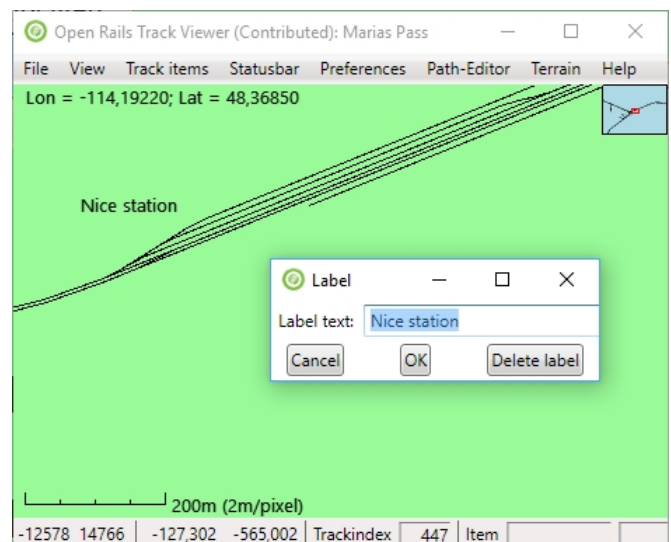 Open Rails Track Viewer (Contributed): Marias Pass
File View Track items Statusbar Preferences Path-Editor Terrain Help
Lon = -114,19220; Lat = 48,36850
Nice station
Label
Label text: Nice station
Cancel OK Delete label
200m (2m/pixel)
-12578 14766 -127,302 -565,002 Trackindex 447 Item